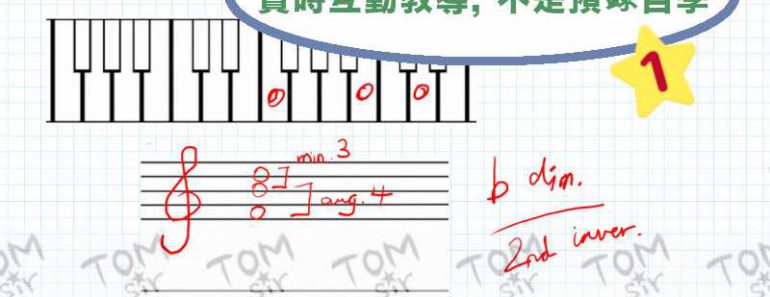 實時互動教導, 不是預錄自學
1
min. 3
aug. 4
b dim.
2nd inver.
TOM Sir TOM Sir TOM Sir TOM Sir TOM Sir TOM Sir TO